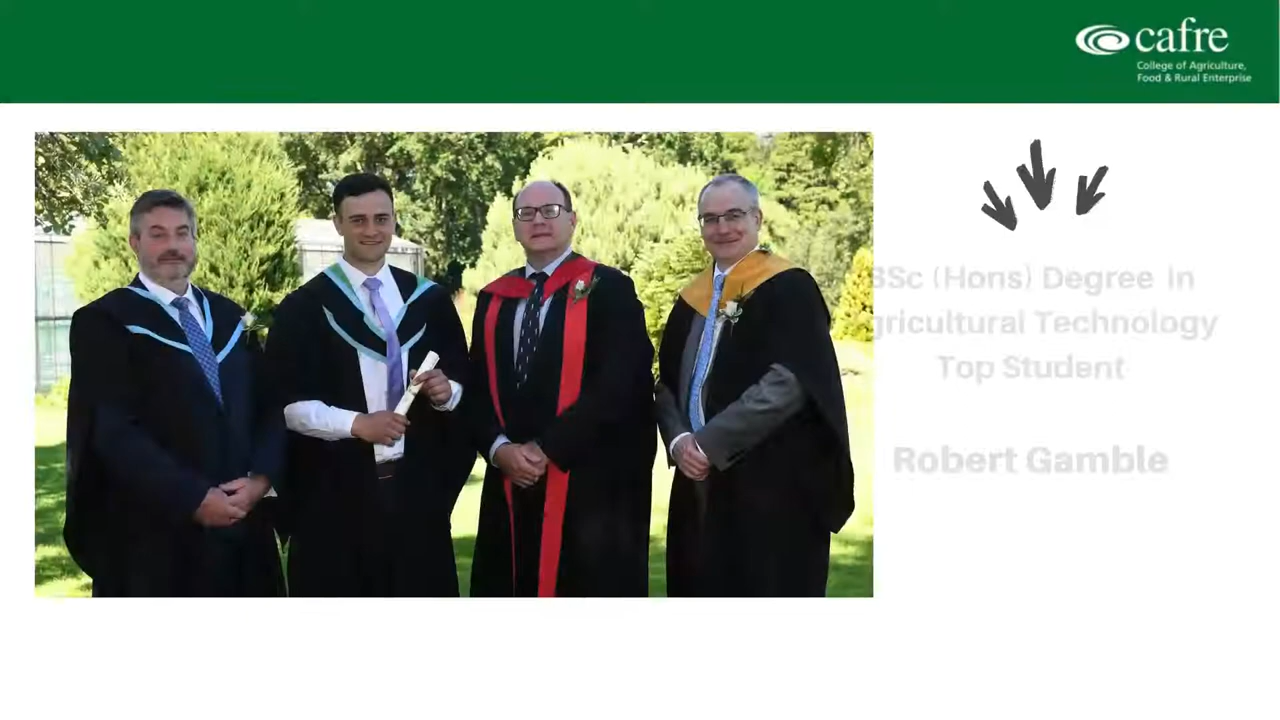 cafre
College of Agriculture,
Food & Rural Enterprise
BSc (Hons) Degree in
gricultural Technology
Top Student
Robert Gamble